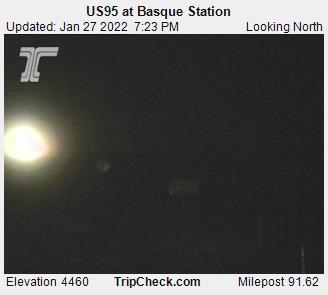 US95 at Basque Station
Updated: Jan 27 2022  7:23 PM Looking North
Elevation 4460 TripCheck.com Milepost 91.62